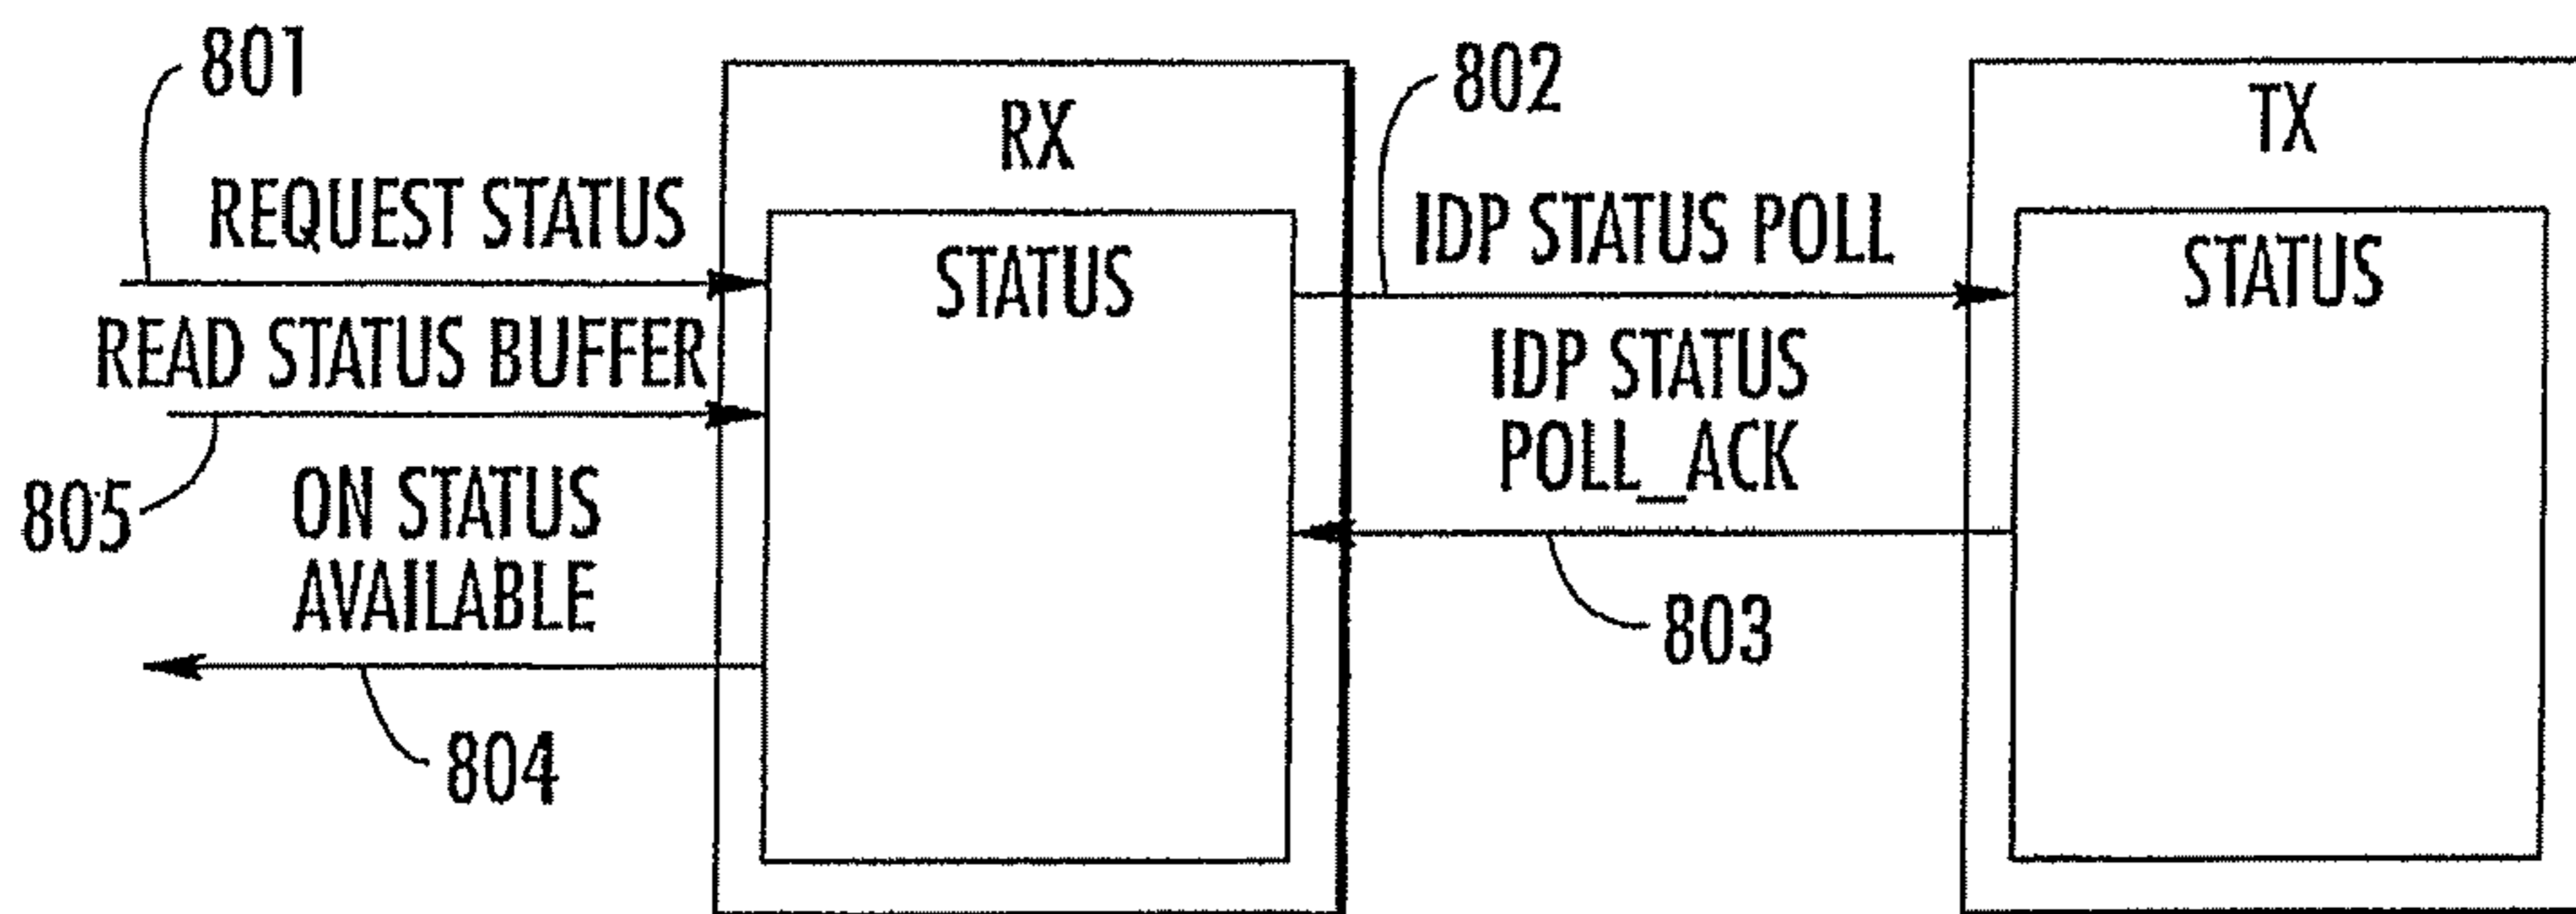 801
RX
802
TX
REQUEST STATUS
STATUS
IDP STATUS POLL
STATUS
READ STATUS BUFFER
IDP STATUS
POLL_ACK
805
ON STATUS
AVAILABLE
803
804